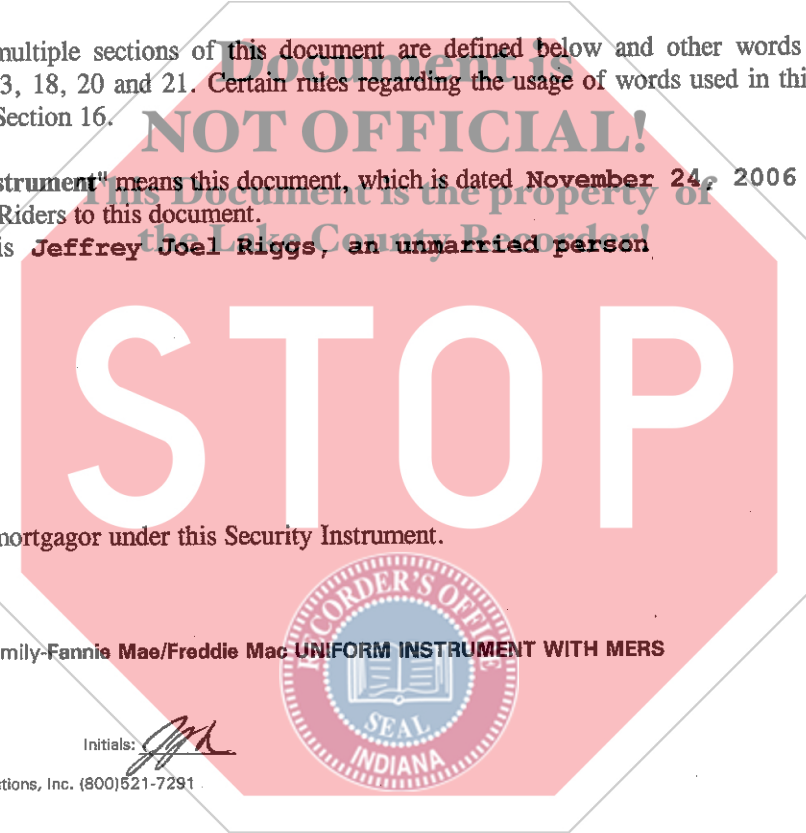 multiple sections of this document are defined below and other words
3, 18, 20 and 21. Certain rules regarding the usage of words used in thi
Section 16.
Document is
NOT OFFICIAL!
This Document is the property of
the Lake County Recorder!
strument" means this document, which is dated November 24, 2006
Riders to this document.
is Jeffrey Joel Riggs, an unmarried person
STOP
mortgagor under this Security Instrument.
RECORDER'S OFFICE
SEAL
INDIANA
mily-Fannie Mae/Freddie Mac UNIFORM INSTRUMENT WITH MERS
Initials:
tions, Inc. (800)521-7291